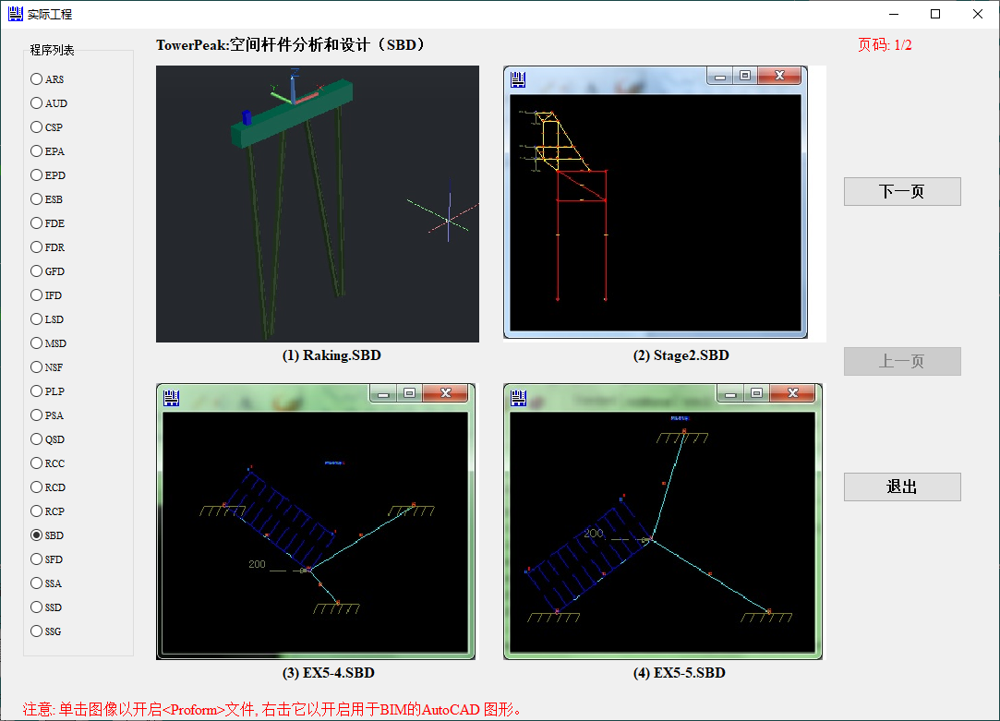 实际工程
程序列表
ARS
AUD
CSP
EPA
EPD
ESB
FDE
FDR
GFD
IFD
LSD
MSD
NSF
PLP
PSA
QSD
RCC
RCD
RCP
SBD
SFD
SSA
SSD
SSG
TowerPeak:空间杆件分析和设计（SBD）
页码: 1/2
(1) Raking.SBD
(2) Stage2.SBD
200
(3) EX5-4.SBD
200
(4) EX5-5.SBD
下一页
上一页
退出
注意: 单击图像以开启<Proform>文件, 右击它以开启用于BIM的AutoCAD 图形。